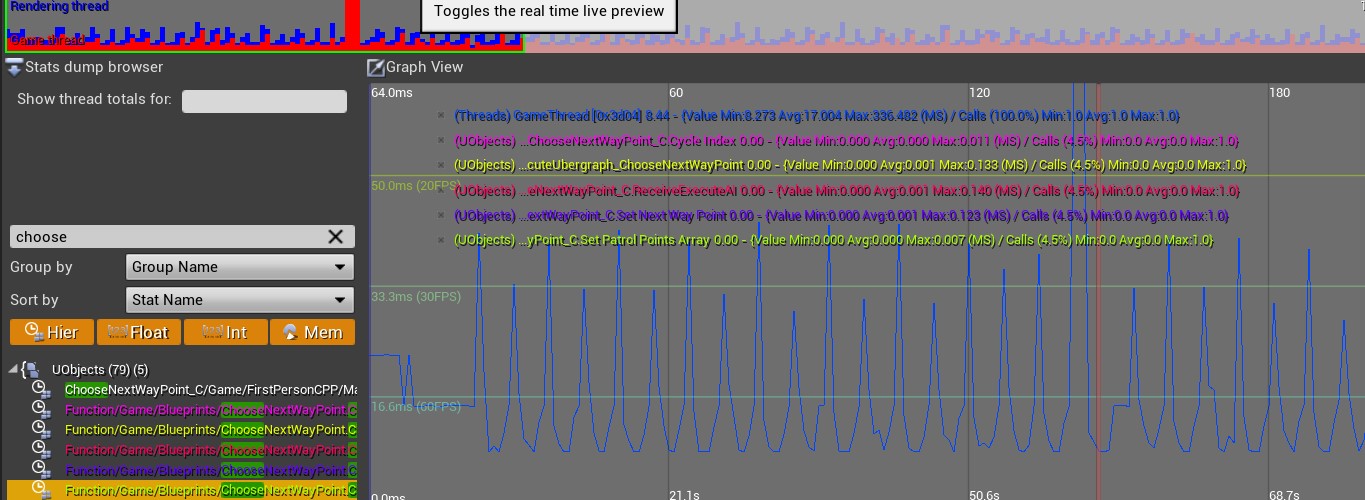 Rendering thread
Game thread
Toggles the real time live preview
Stats dump browser
Show thread totals for:
choose
Group by
Group Name
Sort by
Stat Name
Hier
Float
Int
Mem
UObjects (79) (5)
ChooseNextWayPoint_C/Game/FirstPersonCPP/Ma
Function/Game/Blueprints/ChooseNextWayPoint.C
Function/Game/Blueprints/ChooseNextWayPoint.C
Function/Game/Blueprints/ChooseNextWayPoint.C
Function/Game/Blueprints/ChooseNextWayPoint.C
Function/Game/Blueprints/ChooseNextWayPoint.C
Graph View
64.0ms
60
120
180
(Threads) GameThread [0x3d04] 8.44 - {Value Min:8.273 Avg:17.004 Max:336.482 (MS) / Calls (100.0%) Min:1.0 Avg:1.0 Max:1.0}
(UObjects) ...ChooseNextWayPoint_C.Cycle Index 0.00 - {Value Min:0.000 Avg:0.000 Max:0.011 (MS) / Calls (4.5%) Min:0.0 Avg:0.0 Max:1.0}
(UObjects) ...cuteUbergraph_ChooseNextWayPoint 0.00 - {Value Min:0.000 Avg:0.001 Max:0.133 (MS) / Calls (4.5%) Min:0.0 Avg:0.0 Max:1.0}
50.0ms (20FPS)
(UObjects) ...eNextWayPoint_C.ReceiveExecuteAI 0.00 - {Value Min:0.000 Avg:0.001 Max:0.140 (MS) / Calls (4.5%) Min:0.0 Avg:0.0 Max:1.0}
(UObjects) ...extWayPoint_C.Set Next Way Point 0.00 - {Value Min:0.000 Avg:0.001 Max:0.123 (MS) / Calls (4.5%) Min:0.0 Avg:0.0 Max:1.0}
(UObjects) ...yPoint_C.Set Patrol Points Array 0.00 - {Value Min:0.000 Avg:0.000 Max:0.007 (MS) / Calls (4.5%) Min:0.0 Avg:0.0 Max:1.0}
33.3ms (30FPS)
16.6ms (60FPS)
0.0ms
21.1s
50.6s
68.7s